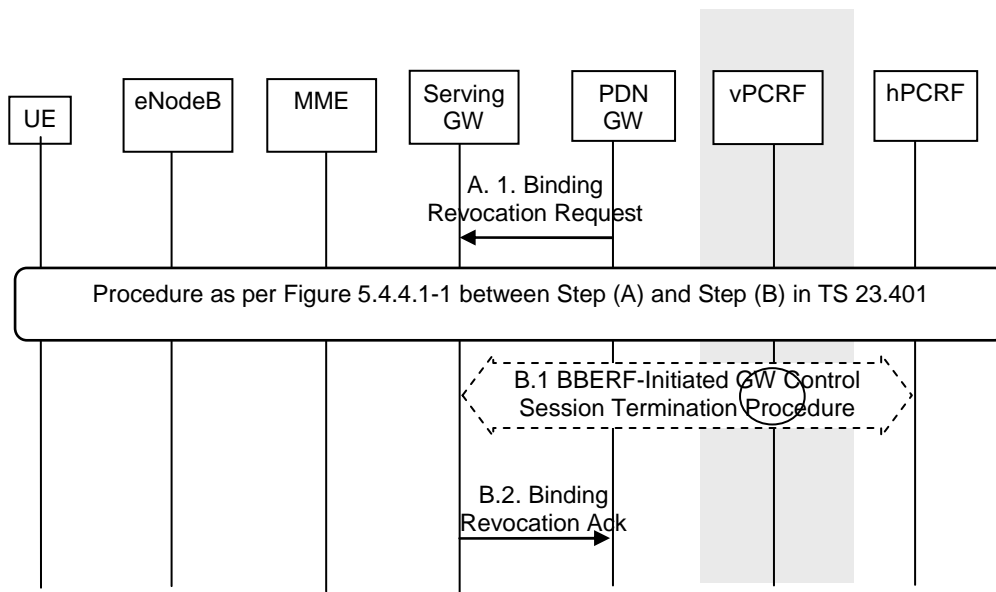 UE
eNodeB
MME
Serving
GW
PDN
GW
vPCRF
hPCRF
A. 1. Binding
Revocation Request
Procedure as per Figure 5.4.4.1-1 between Step (A) and Step (B) in TS 23.401
B.1 BBERF-Initiated GW Control
Session Termination Procedure
B.2. Binding
Revocation Ack